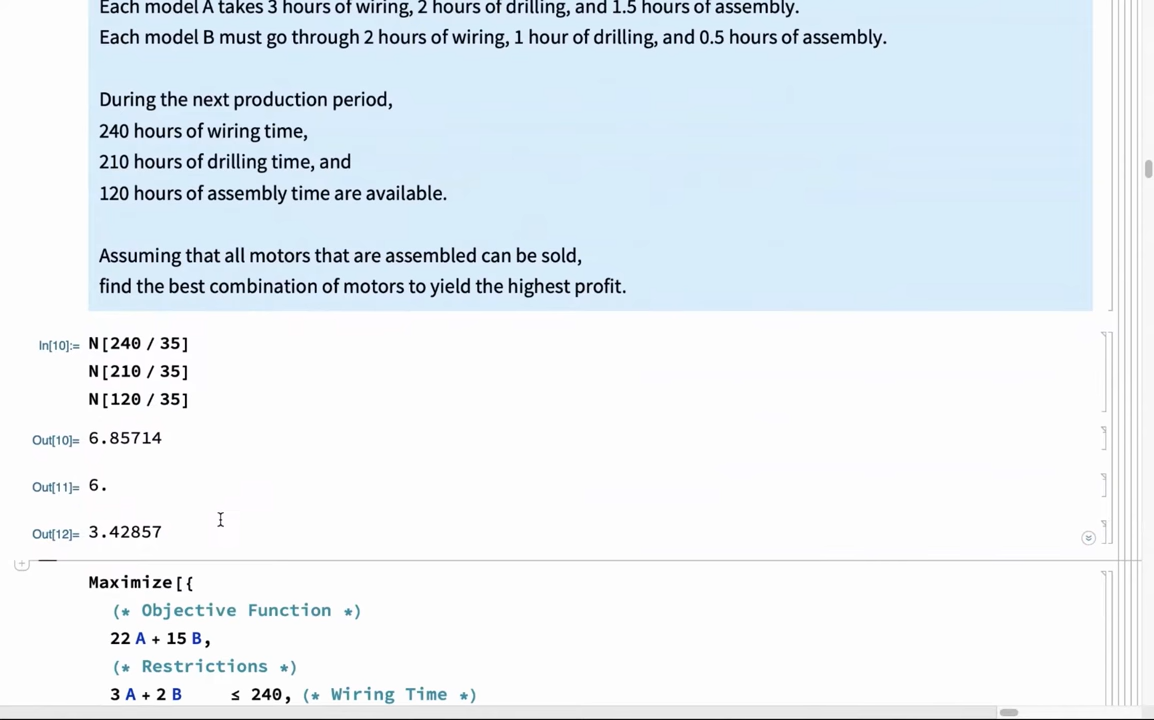 Each model A takes 3 hours of wiring, 2 hours of drilling, and 1.5 hours of assembly.
Each model B must go through 2 hours of wiring, 1 hour of drilling, and 0.5 hours of assembly.
During the next production period,
240 hours of wiring time,
210 hours of drilling time, and
120 hours of assembly time are available.
Assuming that all motors that are assembled can be sold,
find the best combination of motors to yield the highest profit.
In[10]:= N[240 / 35]
N[210 / 35]
N[120 / 35]
Out[10]= 6.85714
Out[11]= 6.
Out[12]= 3.42857
Maximize[{
(* Objective Function *)
22 A + 15 B,
(* Restrictions *)
3 A + 2 B ≤ 240, (* Wiring Time *)